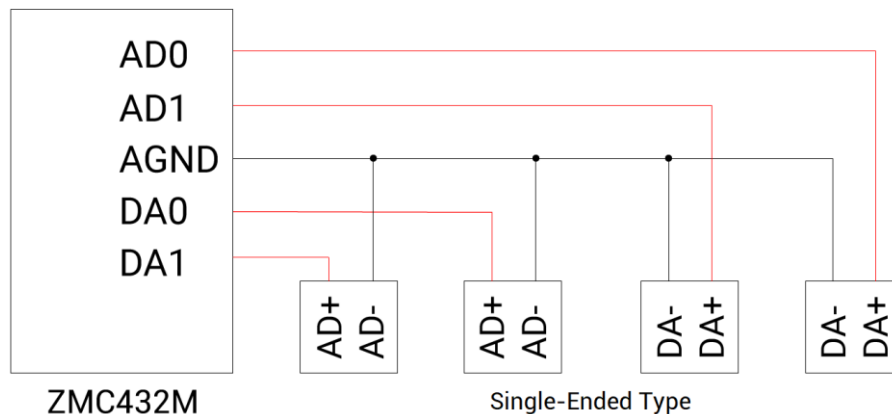 AD0
AD1
AGND
DA0
DA1
AD+
AD-
AD+
AD-
DA-
DA+
DA-
DA+
ZMC432M
Single-Ended Type